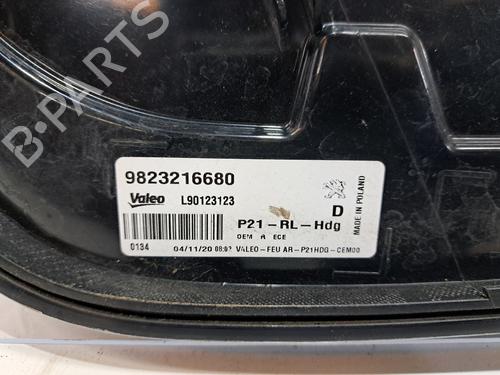 B-PARTS
9823216680
Valeo L90123123 D
P21-RL-Hdg
ECE
0134 04/11/20 VALEO-FEU AR-P21HDG-CEM00
MADE IN POLAND